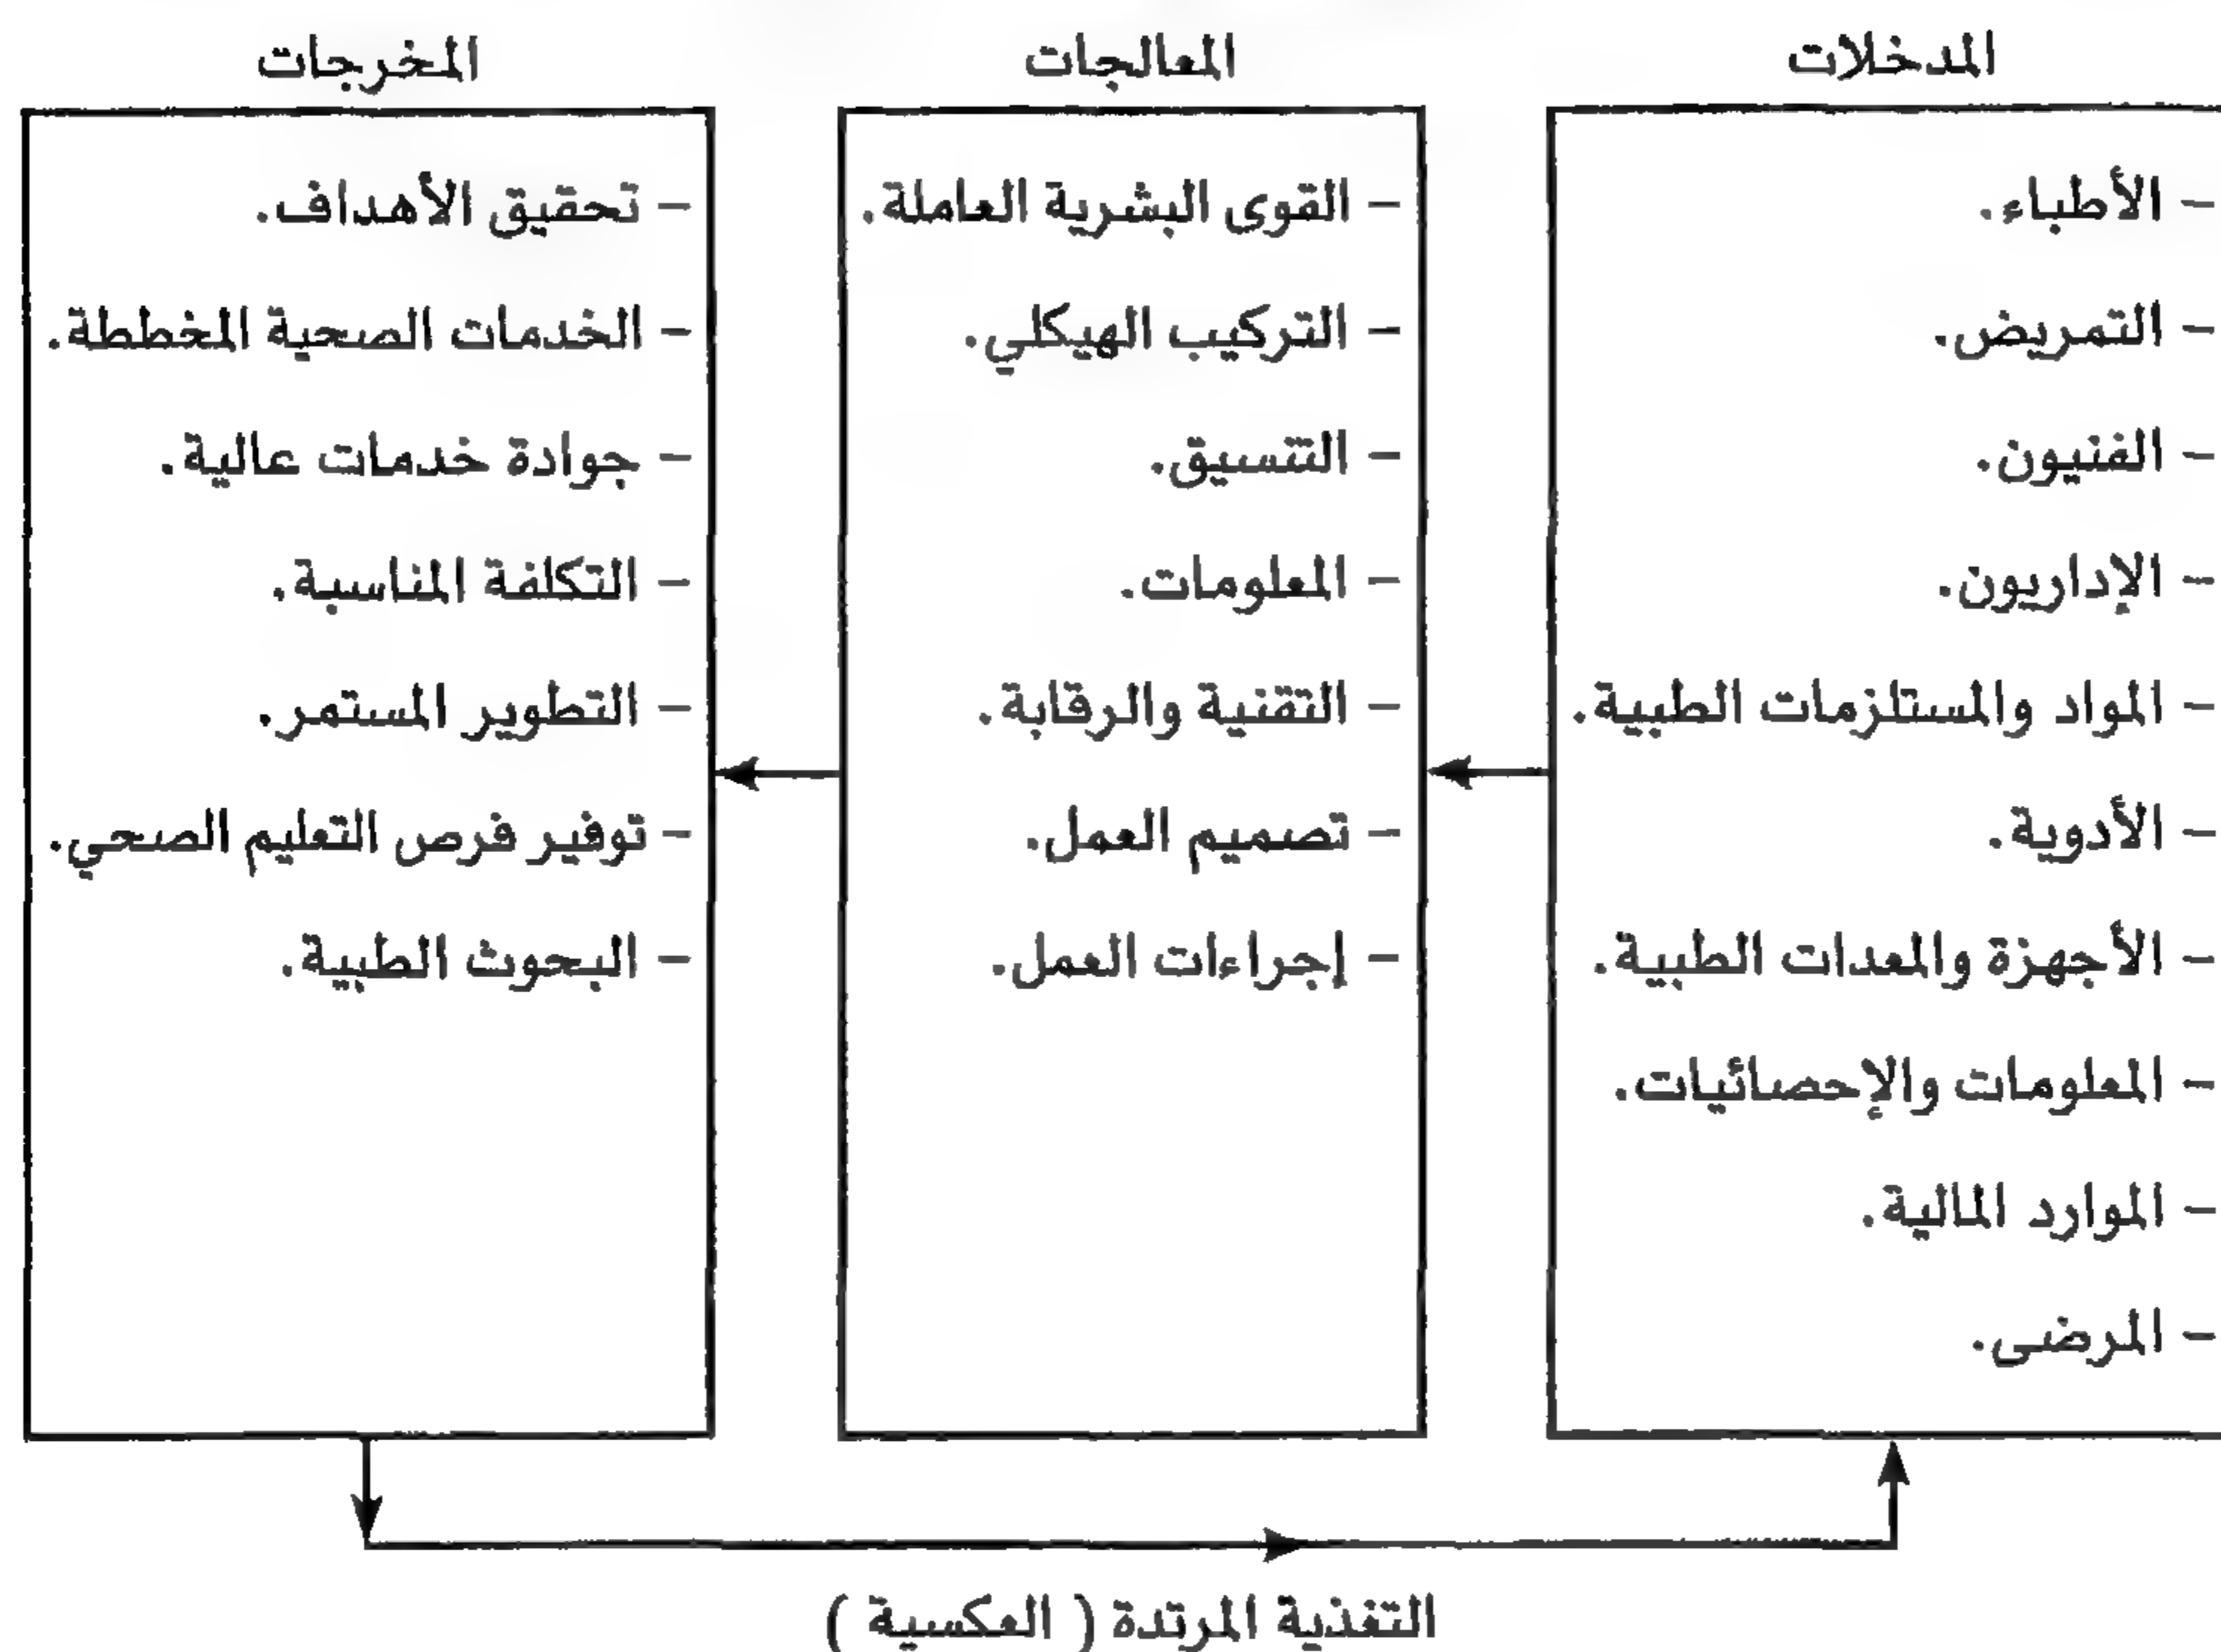 المدخلات
- الأطباء.
- التمريض.
- الفنيون.
- الإداريون.
- المواد والمستلزمات الطبية.
- الأدوية.
- الأجهزة والمعدات الطبية.
- المعلومات والإحصائيات.
- الموارد المالية.
- المرضى.
المعالجات
- القوى البشرية العاملة.
- التركيب الهيكلي.
- التنسيق.
- المعلومات.
- التقنية والرقابة.
- تصميم العمل.
- إجراءات العمل.
المخرجات
- تحقيق الأهداف.
- الخدمات الصحية المخططة.
- جوادة خدمات عالية.
- التكلفة المناسبة.
- التطوير المستمر.
- توفير فرص التعليم الصحي.
- البحوث الطبية.
التغذية المرتدة ( العكسية )